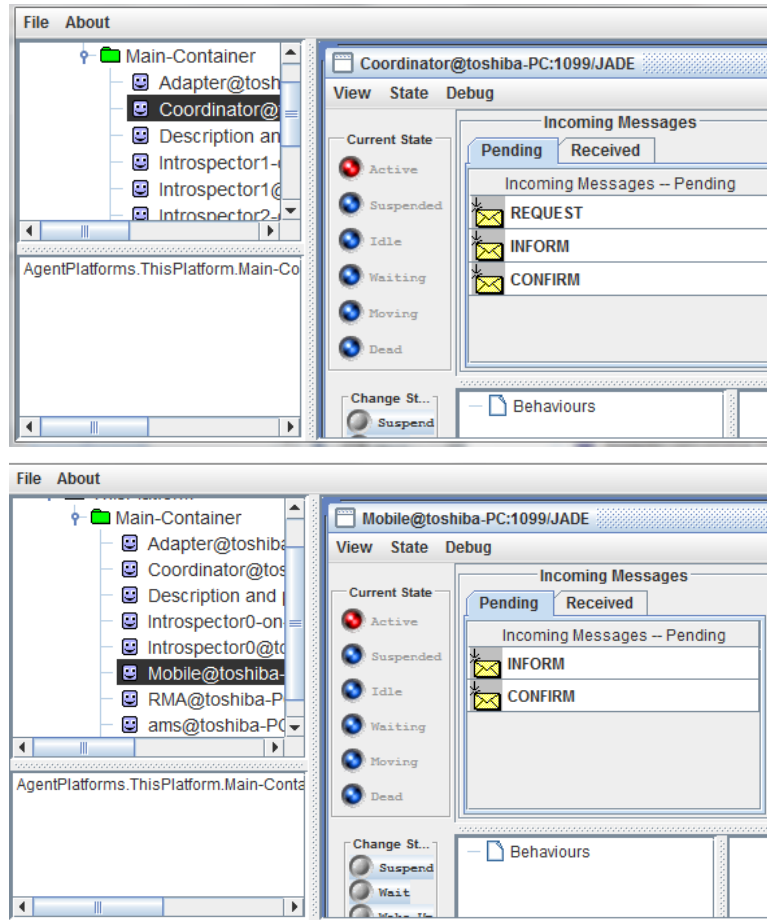 File About
Main-Container
Adapter@tosh
Coordinator@
Description an
Introspector1-
Introspector1@
Introspector2-
AgentPlatforms.ThisPlatform.Main-Co
Coordinator@toshiba-PC:1099/JADE
View State Debug
Current State
Active
Suspended
Idle
Waiting
Moving
Dead
Change St...
Suspend
Incoming Messages
Pending Received
Incoming Messages -- Pending
REQUEST
INFORM
CONFIRM
Behaviours
File About
ThisPlatform
Main-Container
Adapter@toshiba
Coordinator@tos
Description and
Introspector0-on-
Introspector0@to
Mobile@toshiba-
RMA@toshiba-P
ams@toshiba-PC
AgentPlatforms.ThisPlatform.Main-Conta
Mobile@toshiba-PC:1099/JADE
View State Debug
Current State
Active
Suspended
Idle
Waiting
Moving
Dead
Change St...
Suspend
Wait
Wake Up
Incoming Messages
Pending Received
Incoming Messages -- Pending
INFORM
CONFIRM
Behaviours